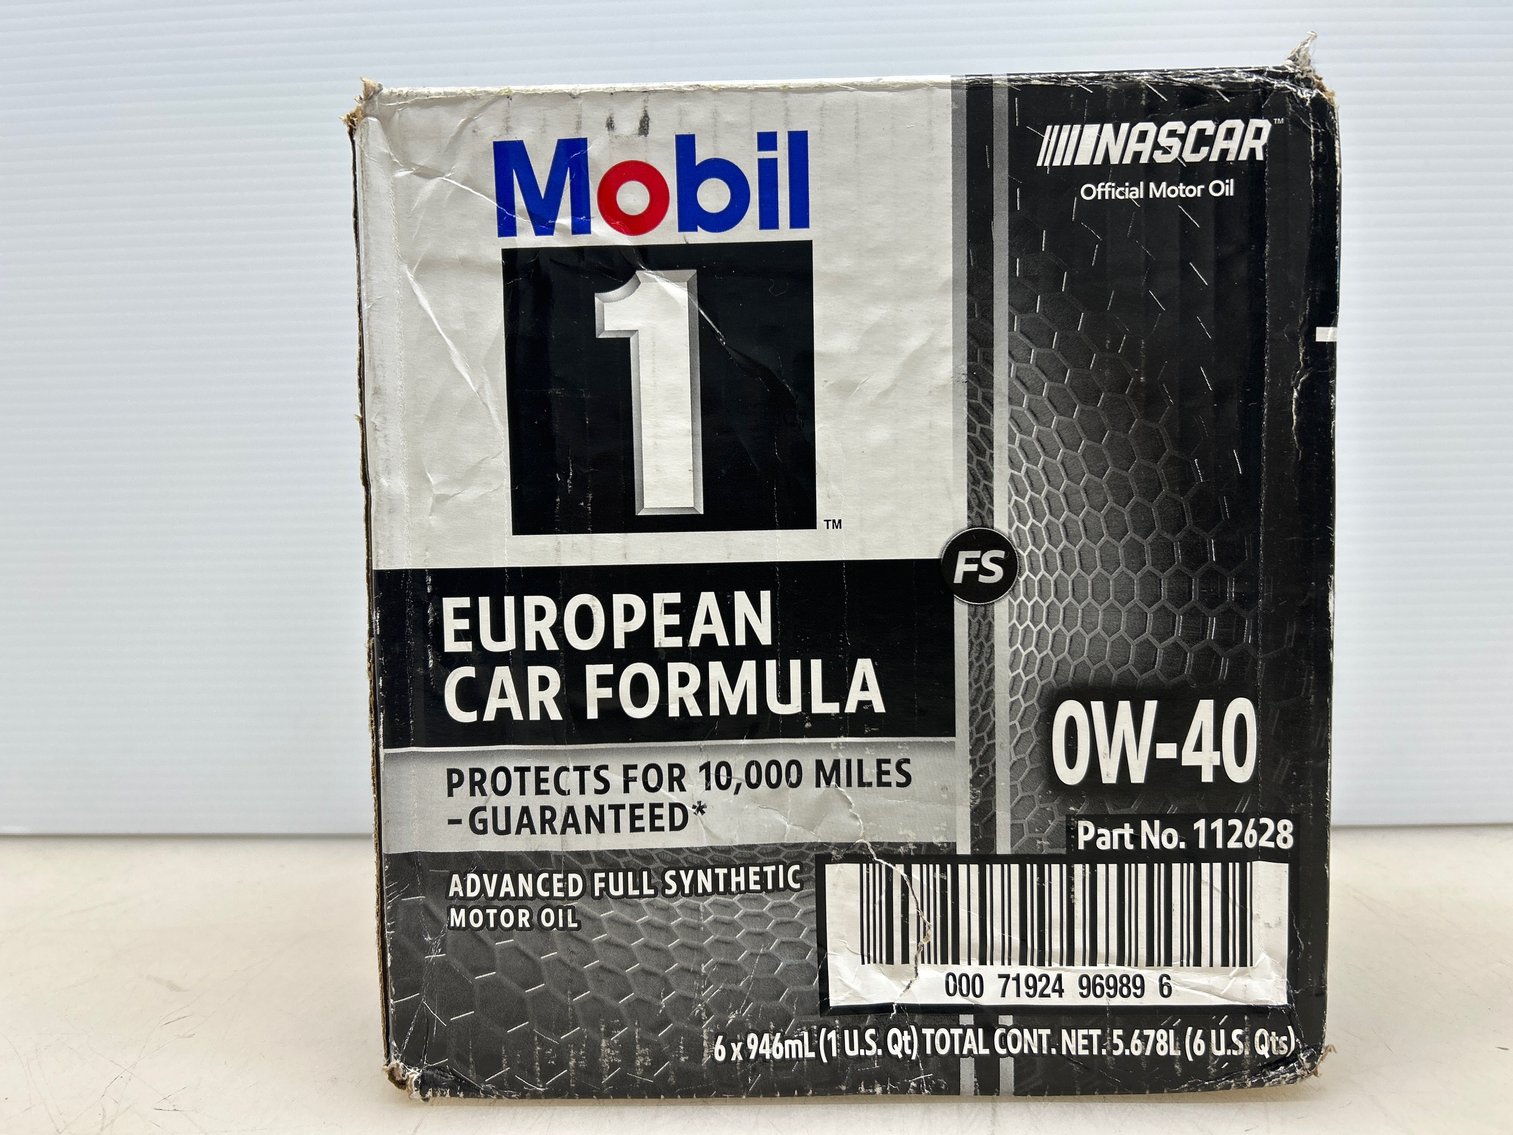 Mobil
1
TM
NASCAR™
Official Motor Oil
FS
EUROPEAN
CAR FORMULA
PROTECTS FOR 10,000 MILES
-GUARANTEED*
ADVANCED FULL SYNTHETIC
MOTOR OIL
0W-40
Part No. 112628
000 71924 96989 6
6 x 946mL (1 U.S. Qt) TOTAL CONT. NET. 5.678L (6 U.S. Qts)